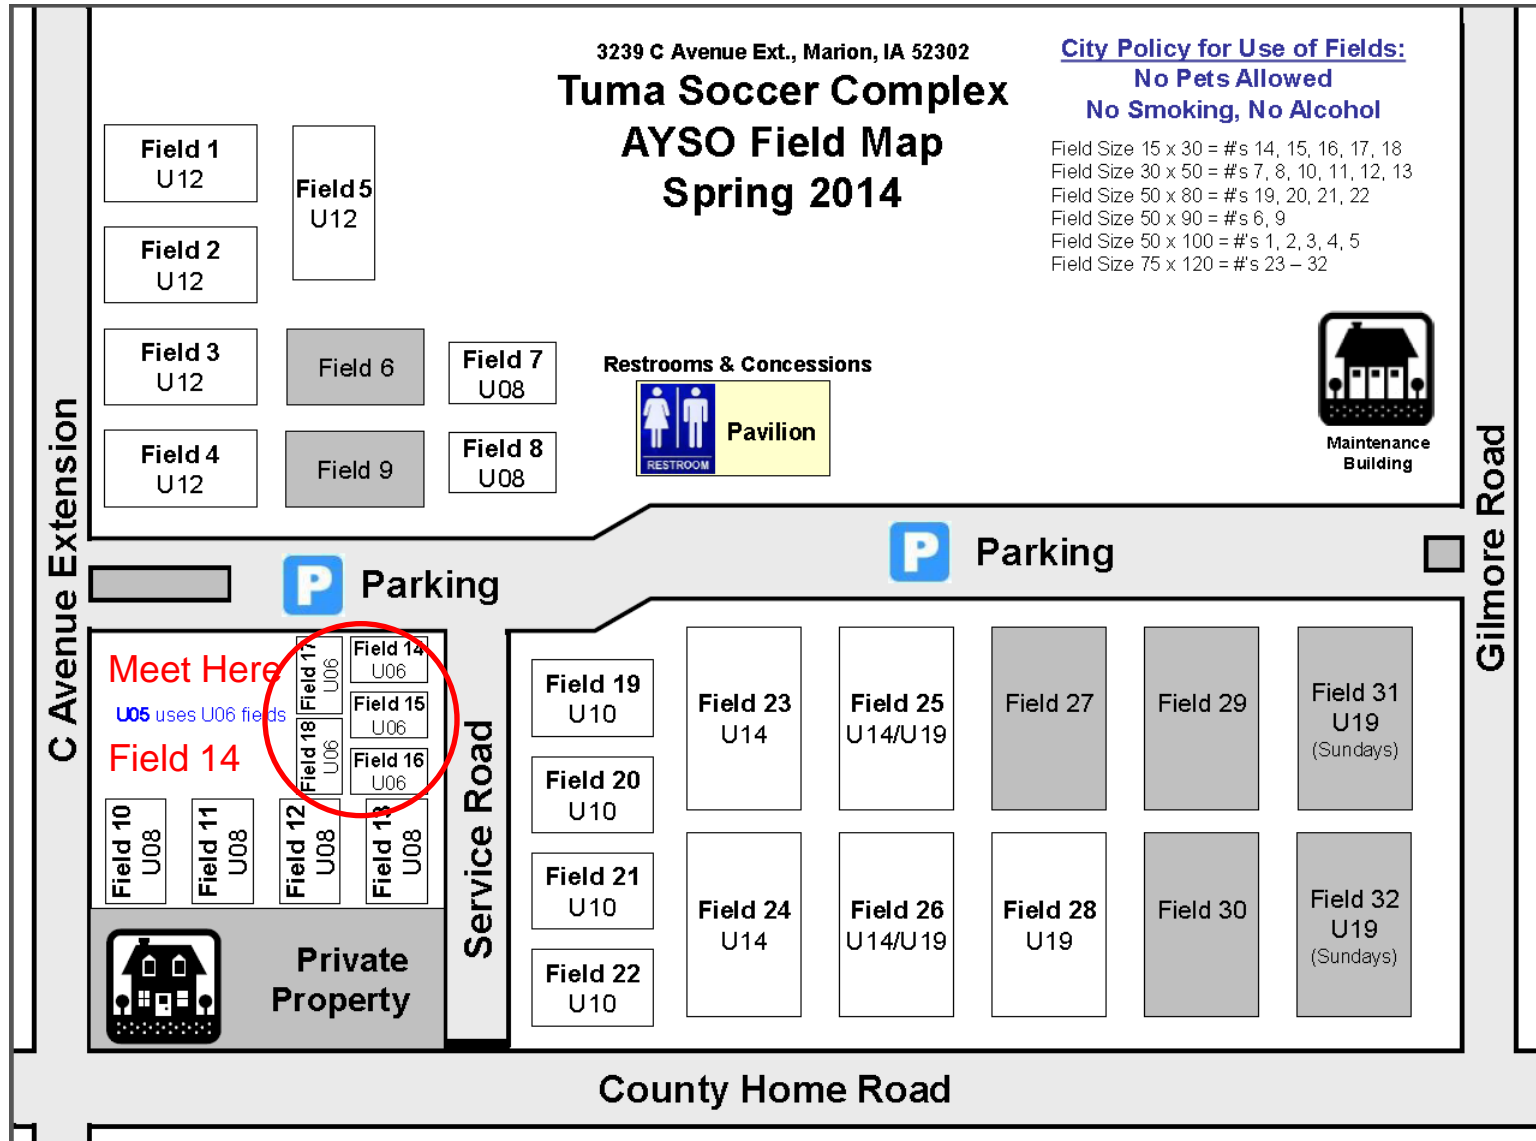 3239 C Avenue Ext., Marion, IA 52302
Tuma Soccer Complex
AYSO Field Map
Spring 2014
City Policy for Use of Fields:
No Pets Allowed
No Smoking, No Alcohol
Field Size 15 x 30 = #'s 14, 15, 16, 17, 18
Field Size 30 x 50 = #'s 7, 8, 10, 11, 12, 13
Field Size 50 x 80 = #'s 19, 20, 21, 22
Field Size 50 x 90 = #'s 6, 9
Field Size 50 x 100 = #'s 1, 2, 3, 4, 5
Field Size 75 x 120 = #'s 23 – 32
Field 1
U12
Field 5
U12
Field 2
U12
Field 3
U12
Field 6
Field 7
U08
Field 4
U12
Field 9
Field 8
U08
Restrooms & Concessions
RESTROOM
Pavilion
Maintenance
Building
C Avenue Extension
Gilmore Road
P Parking
P Parking
Meet Here
U05 uses U06 fields
Field 14
Field 17
U06
Field 18
U06
Field 14
U06
Field 15
U06
Field 16
U06
Field 10
U08
Field 11
U08
Field 12
U08
Field 13
U08
Private
Property
Service Road
Field 19
U10
Field 20
U10
Field 21
U10
Field 22
U10
Field 23
U14
Field 25
U14/U19
Field 27
Field 29
Field 31
U19
(Sundays)
Field 24
U14
Field 26
U14/U19
Field 28
U19
Field 30
Field 32
U19
(Sundays)
County Home Road